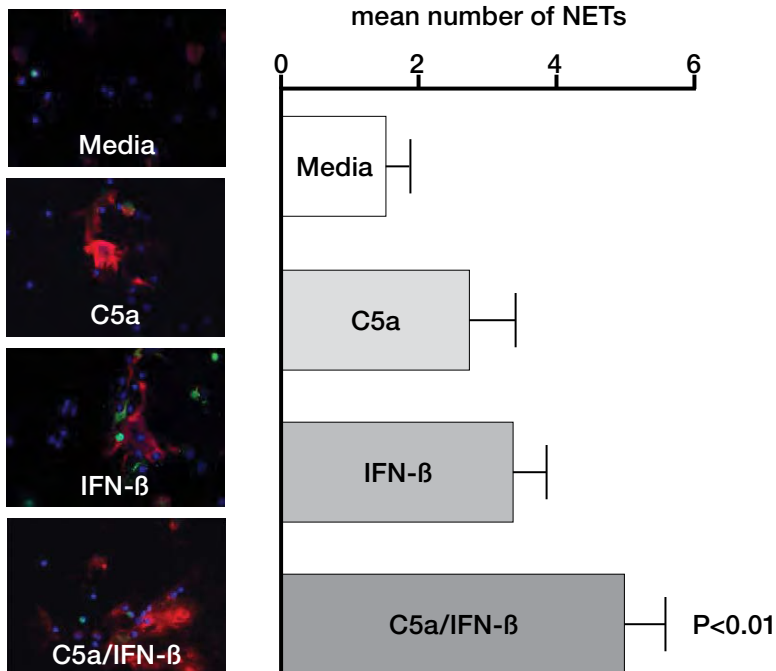 mean number of NETs
0 2 4 6
Media
Media
C5a
C5a
IFN-ß
IFN-ß
C5a/IFN-ß
C5a/IFN-ß P<0.01